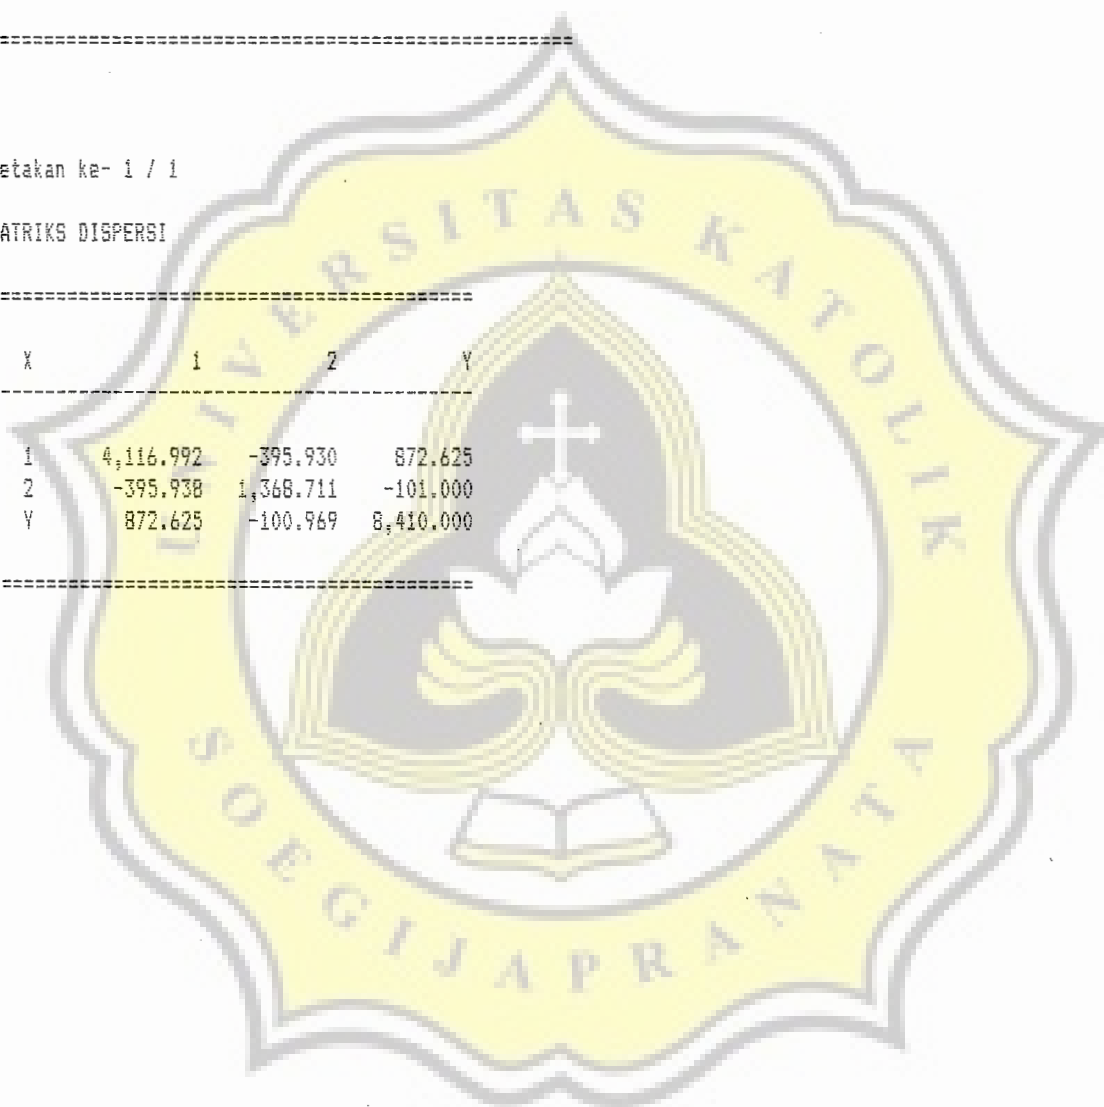 etakan ke- 1 / 1
ATRIKS DISPERSI
X 1 2 Y
1 4,116.992 -395.930 872.625
2 -395.938 1,368.711 -101.000
Y 872.625 -100.969 8,410.000
UNIVERSITAS KATOLIK
SOEGIJAPRANATA